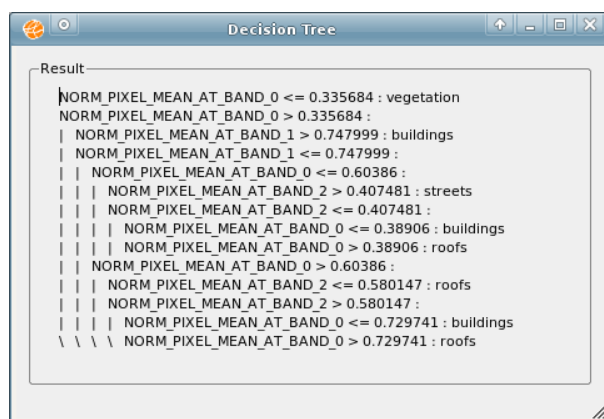 Decision Tree
Result
NORM_PIXEL_MEAN_AT_BAND_0 <= 0.335684 : vegetation
NORM_PIXEL_MEAN_AT_BAND_0 > 0.335684 :
| NORM_PIXEL_MEAN_AT_BAND_1 > 0.747999 : buildings
| NORM_PIXEL_MEAN_AT_BAND_1 <= 0.747999 :
| | NORM_PIXEL_MEAN_AT_BAND_0 <= 0.60386 :
| | | NORM_PIXEL_MEAN_AT_BAND_2 > 0.407481 : streets
| | | NORM_PIXEL_MEAN_AT_BAND_2 <= 0.407481 :
| | | | NORM_PIXEL_MEAN_AT_BAND_0 <= 0.38906 : buildings
| | | | NORM_PIXEL_MEAN_AT_BAND_0 > 0.38906 : roofs
| | NORM_PIXEL_MEAN_AT_BAND_0 > 0.60386 :
| | | NORM_PIXEL_MEAN_AT_BAND_2 <= 0.580147 : roofs
| | | NORM_PIXEL_MEAN_AT_BAND_2 > 0.580147 :
| | | | NORM_PIXEL_MEAN_AT_BAND_0 <= 0.729741 : buildings
\ \ \ \ NORM_PIXEL_MEAN_AT_BAND_0 > 0.729741 : roofs